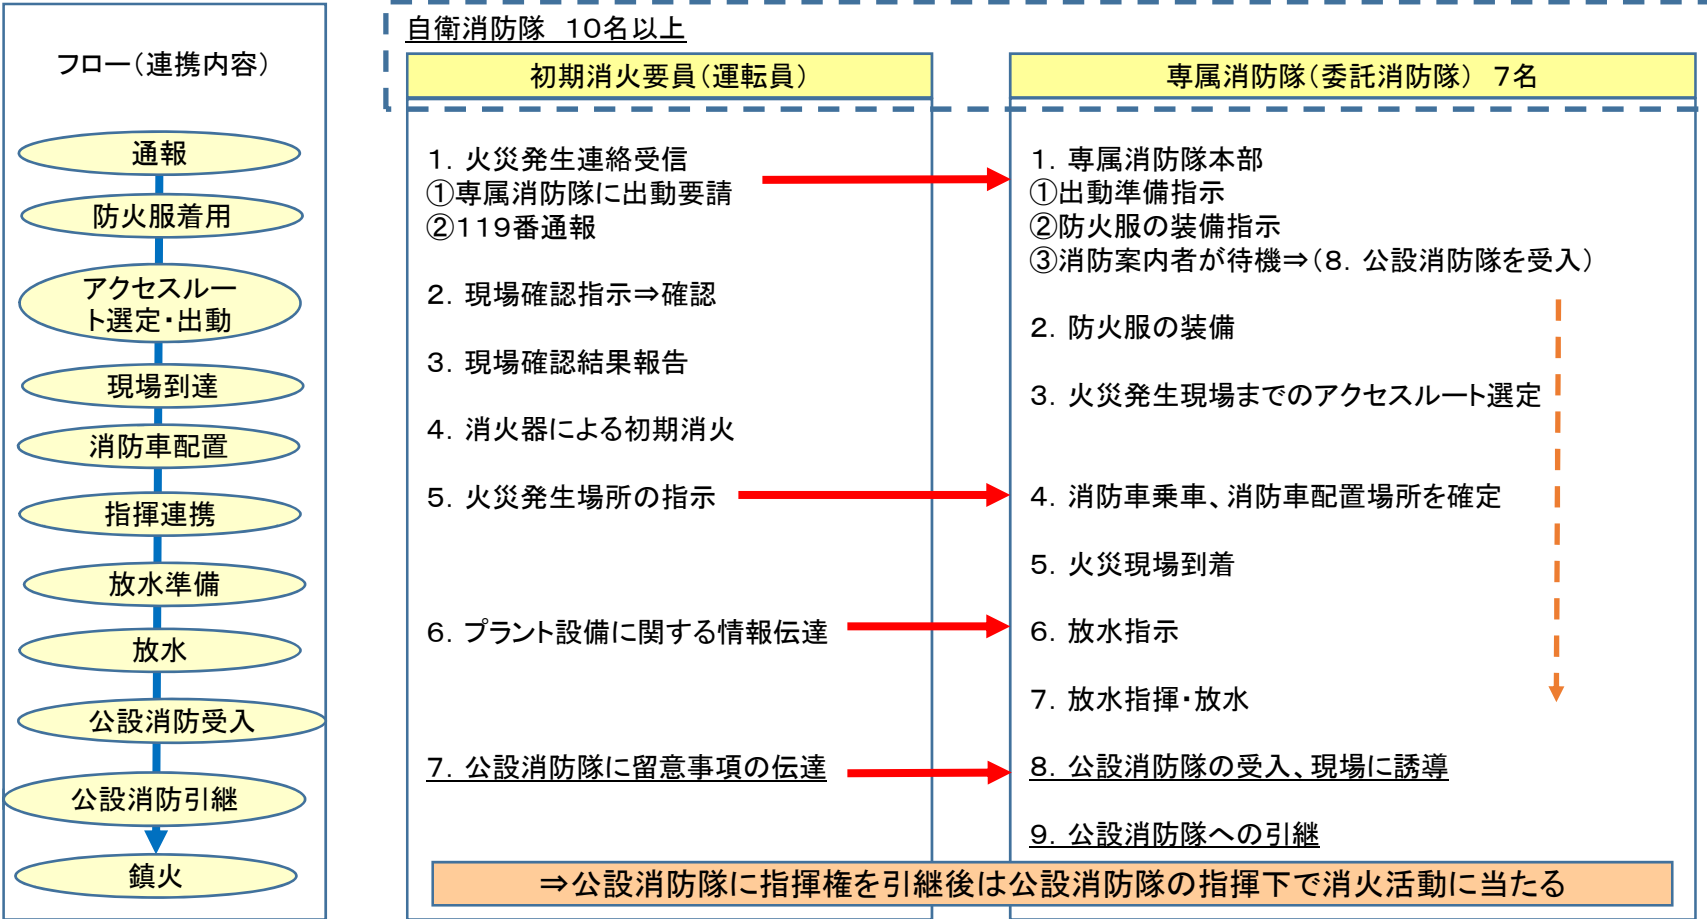 フロー(連携内容)
通報
防火服着用
アクセスルー
ト選定・出動
現場到達
消防車配置
指揮連携
放水準備
放水
公設消防受入
公設消防引継
鎮火
自衛消防隊 10名以上
初期消火要員(運転員)
1. 火災発生連絡受信
①専属消防隊に出動要請
②119番通報
2. 現場確認指示⇒確認
3. 現場確認結果報告
4. 消火器による初期消火
5. 火災発生場所の指示
6. プラント設備に関する情報伝達
7. 公設消防隊に留意事項の伝達
専属消防隊(委託消防隊) 7名
1. 専属消防隊本部
①出動準備指示
②防火服の装備指示
③消防案内者が待機⇒(8. 公設消防隊を受入)
2. 防火服の装備
3. 火災発生現場までのアクセスルート選定
4. 消防車乗車、消防車配置場所を確定
5. 火災現場到着
6. 放水指示
7. 放水指揮・放水
8. 公設消防隊の受入、現場に誘導
9. 公設消防隊への引継
⇒公設消防隊に指揮権を引継後は公設消防隊の指揮下で消火活動に当たる